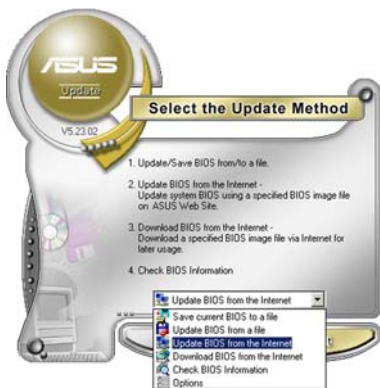 ASUS
Update
V5.23.02
Select the Update Method
1. Update/Save BIOS from/to a file.
2. Update BIOS from the Internet -
Update system BIOS using a specified BIOS image file
on ASUS Web Site.
3. Download BIOS from the Internet -
Download a specified BIOS image file via Internet for
later usage.
4. Check BIOS Information
Update BIOS from the Internet
Save current BIOS to a file
Update BIOS from a file
Update BIOS from the Internet
Download BIOS from the Internet
Check BIOS Information
Options